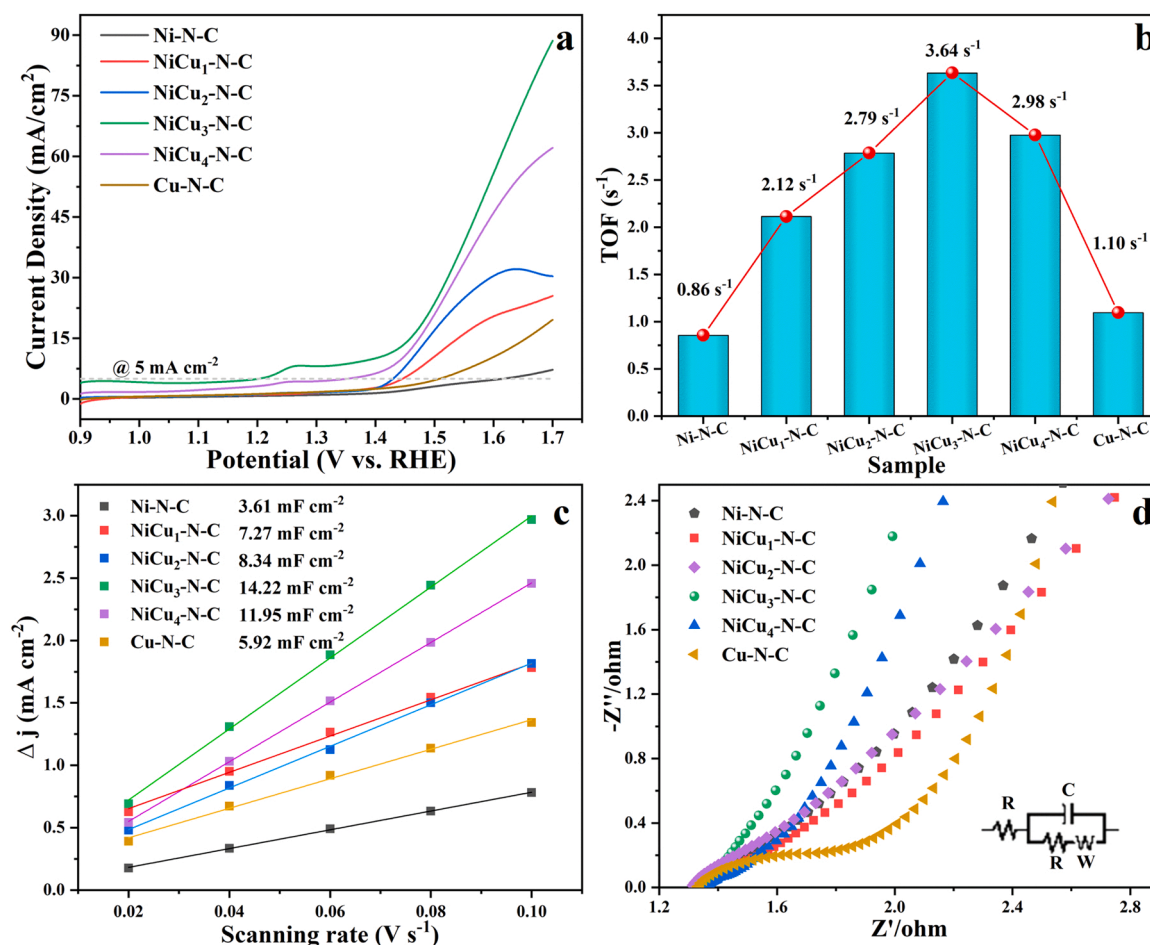 a
Ni-N-C
NiCu₁-N-C
NiCu₂-N-C
NiCu₃-N-C
NiCu₄-N-C
Cu-N-C
@ 5 mA cm⁻²
90
75
60
45
30
15
0
Current Density (mA/cm²)
0.9 1.0 1.2 1.3 1.4 1.5 1.6 1.7
Potential (V vs. RHE)
b
4.0
3.5
3.0
2.5
2.0
1.5
1.0
0.5
0.0
TOF (s⁻¹)
0.86 s⁻¹
2.12 s⁻¹
2.79 s⁻¹
3.64 s⁻¹
2.98 s⁻¹
1.10 s⁻¹
Ni-N-C NiCu₁-N-C NiCu₂-N-C NiCu₃-N-C NiCu₄-N-C Cu-N-C
Sample
c
Ni-N-C 3.61 mF cm⁻²
NiCu₁-N-C 7.27 mF cm⁻²
NiCu₂-N-C 8.34 mF cm⁻²
NiCu₃-N-C 14.22 mF cm⁻²
NiCu₄-N-C 11.95 mF cm⁻²
Cu-N-C 5.92 mF cm⁻²
3.0
2.5
2.0
1.5
1.0
0.5
0.0
Δ j (mA cm⁻²)
0.02 0.04 0.06 0.08 0.10
Scanning rate (V s⁻¹)
d
Ni-N-C
NiCu₁-N-C
NiCu₂-N-C
NiCu₃-N-C
NiCu₄-N-C
Cu-N-C
2.4
2.0
1.6
1.2
0.8
0.4
0.0
-Z''/ohm
R
C
R W
1.2 1.6 2.0 2.4 2.8
Z'/ohm